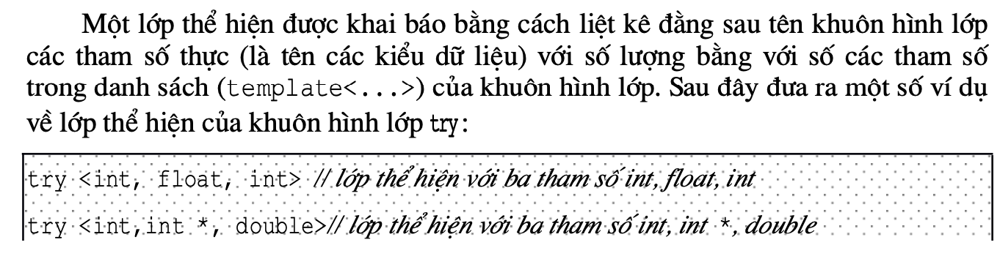 Một lớp thể hiện được khai báo bằng cách liệt kê đằng sau tên khuôn hình lớp
các tham số thực (là tên các kiểu dữ liệu) với số lượng bằng với số các tham số
trong danh sách (template<...>) của khuôn hình lớp. Sau đây đưa ra một số ví dụ
về lớp thể hiện của khuôn hình lớp try:
try <int, float, int> // lớp thể hiện với ba tham số int, float, int
try <int,int *, double>// lớp thể hiện với ba tham số int, int *, double